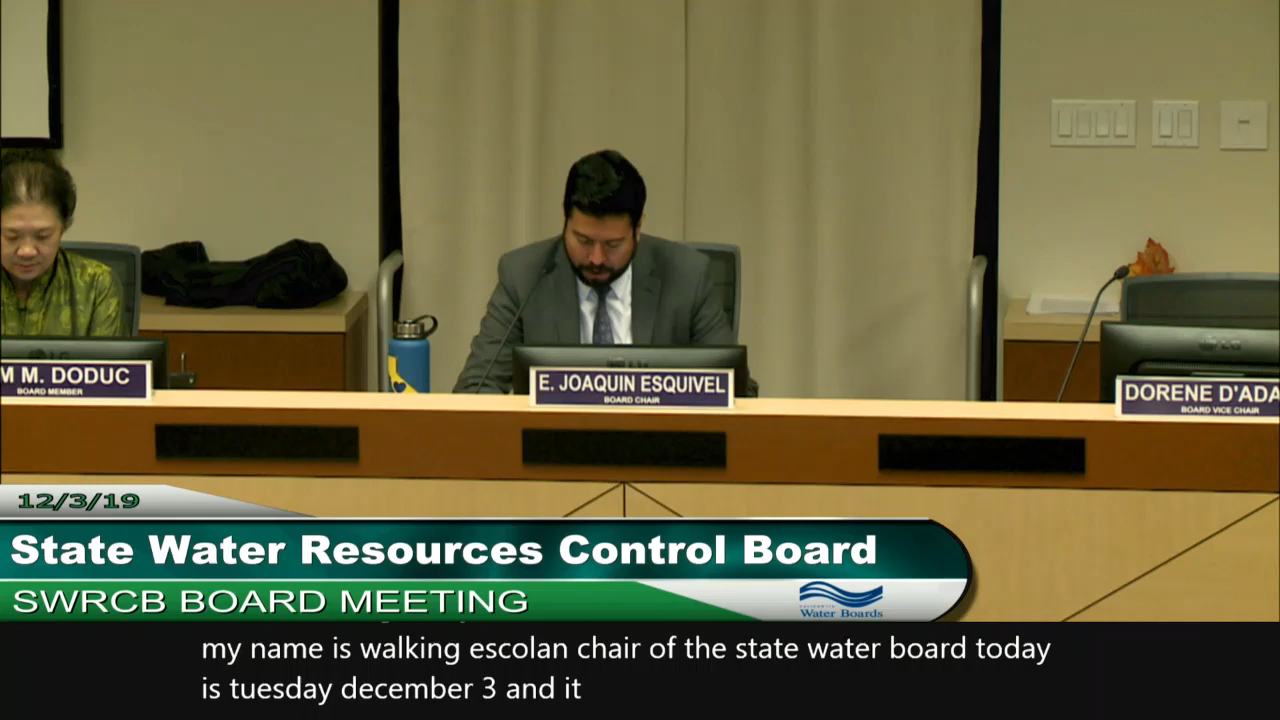 M M. DODUC
BOARD MEMBER
E. JOAQUIN ESQUIVEL
BOARD CHAIR
DORENE D'ADA
BOARD VICE CHAIR
LG
12/3/19
State Water Resources Control Board
SWRCB BOARD MEETING
Water Boards
my name is walking escolan chair of the state water board today
is tuesday december 3 and it